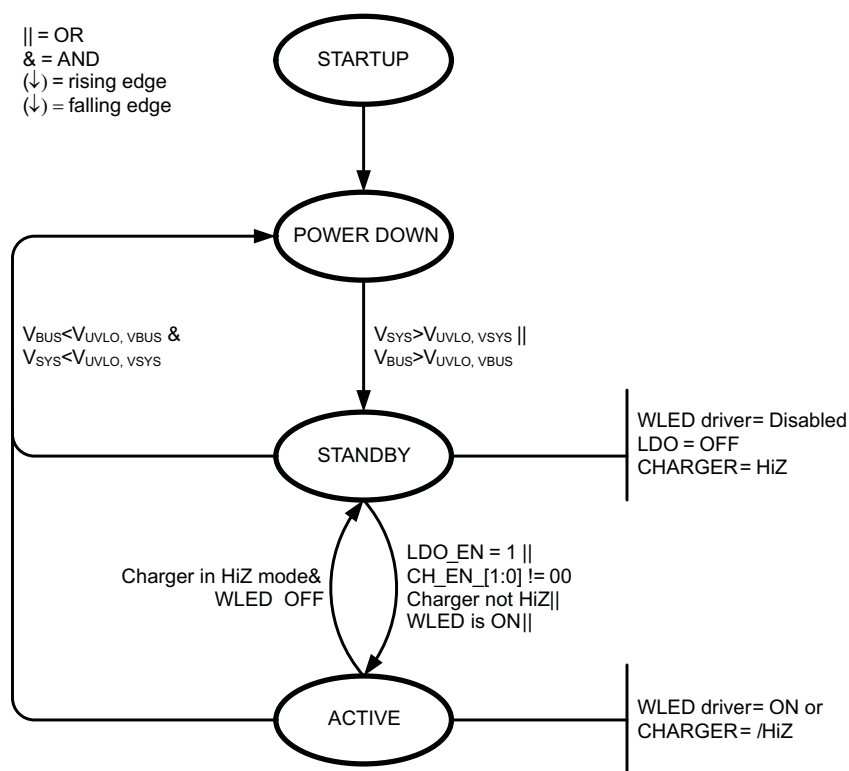 || = OR
& = AND
(↓) = rising edge
(↓) = falling edge
STARTUP
POWER DOWN
VBUS<VUVLO, VBUS &
VSYS<VUVLO, VSYS
VSYS>VUVLO, VSYS ||
VBUS>VUVLO, VBUS
STANDBY
WLED driver= Disabled
LDO = OFF
CHARGER= HiZ
Charger in HiZ mode&
WLED OFF
LDO_EN = 1 ||
CH_EN_[1:0] != 00
Charger not HiZ||
WLED is ON||
ACTIVE
WLED driver= ON or
CHARGER= /HiZ